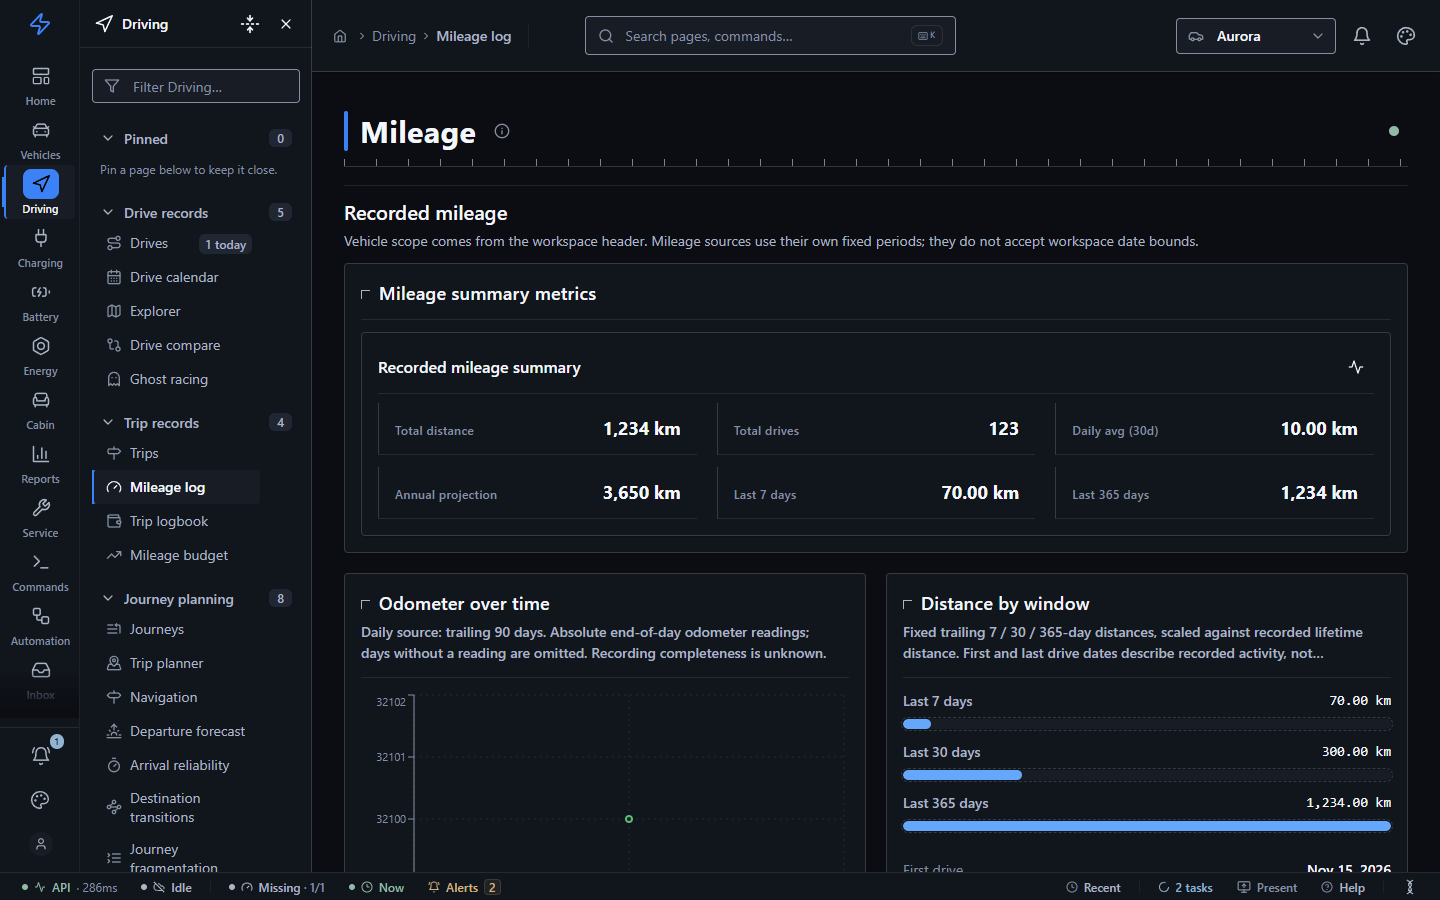 Driving
Driving
Mileage log
Search pages, commands...
K
Aurora
Home
Vehicles
Driving
Charging
Battery
Energy
Cabin
Reports
Service
Commands
Automation
Inbox
1
Filter Driving...
Pinned 0
Pin a page below to keep it close.
Drive records 5
Drives 1 today
Drive calendar
Explorer
Drive compare
Ghost racing
Trip records 4
Trips
Mileage log
Trip logbook
Mileage budget
Journey planning 8
Journeys
Trip planner
Navigation
Departure forecast
Arrival reliability
Destination
transitions
Journey
fragmentation
Mileage
Recorded mileage
Vehicle scope comes from the workspace header. Mileage sources use their own fixed periods; they do not accept workspace date bounds.
Mileage summary metrics
Recorded mileage summary
Total distance 1,234 km
Total drives 123
Daily avg (30d) 10.00 km
Annual projection 3,650 km
Last 7 days 70.00 km
Last 365 days 1,234 km
Odometer over time
Daily source: trailing 90 days. Absolute end-of-day odometer readings;
days without a reading are omitted. Recording completeness is unknown.
32102
32101
32100
Distance by window
Fixed trailing 7 / 30 / 365-day distances, scaled against recorded lifetime
distance. First and last drive dates describe recorded activity, not...
Last 7 days 70.00 km
Last 30 days 300.00 km
Last 365 days 1,234.00 km
First drive Nov 15, 2026
API · 286ms
Idle
Missing · 1/1
Now
Alerts 2
Recent
2 tasks
Present
Help